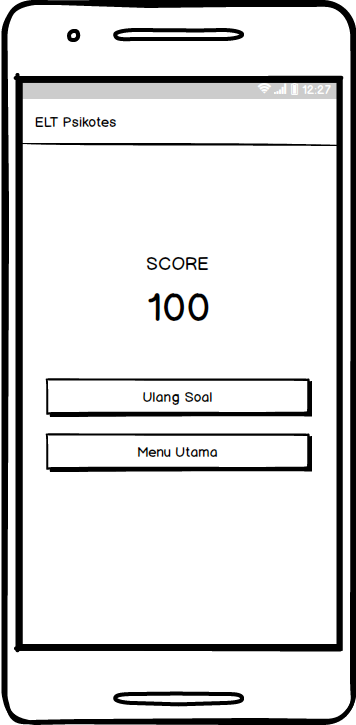 12:27
ELT Psikotes
SCORE
100
Ulang Soal
Menu Utama